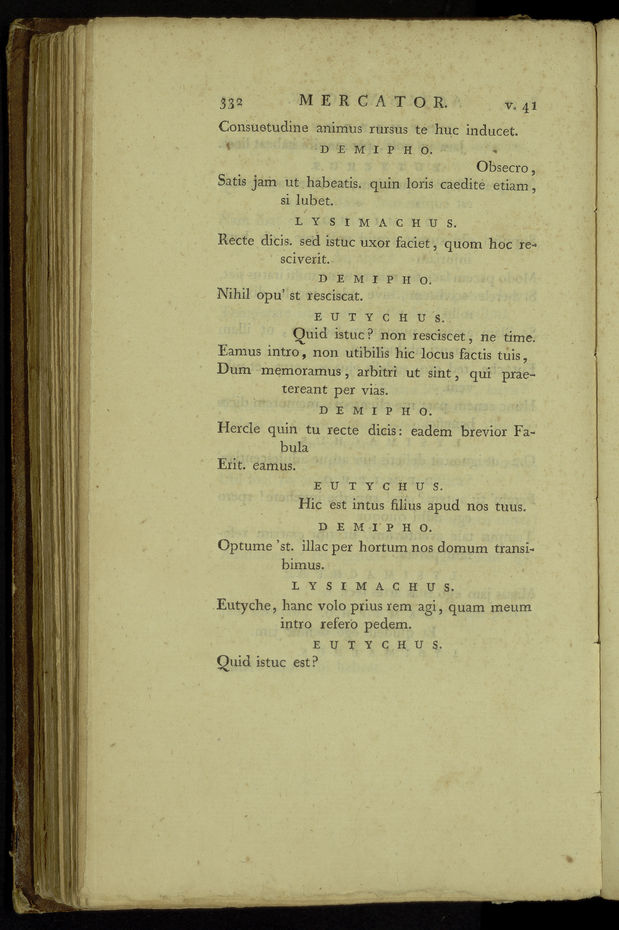 332 MERCATOR. v. 41
Consuetudine animus rursus te huc inducet.
DEMIPHO.
Obsecro,
Satis jam ut habeatis. quin loris caedite etiam,
si lubet.
LYSIMACHUS.
Recte dicis. sed istuc uxor faciet, quom hoc re-
sciverit.
DEMIPHO.
Nihil opu' st resciscat.
EUTYCHUS.
Quid istuc? non resciscet, ne time.
Eamus intro, non utibilis hic locus factis tuis,
Dum memoramus, arbitri ut sint, qui prae-
tereant per vias.
DEMIPHO.
Hercle quin tu recte dicis: eadem brevior Fa-
bula
Erit. eamus.
EUTYCHUS.
Hic est intus filius apud nos tuus.
DEMIPHO.
Optume 'st. illac per hortum nos domum transi-
bimus.
LYSIMACHUS.
Eutyche, hanc volo prius rem agi, quam meum
intro refero pedem.
EUTYCHUS.
Quid istuc est?